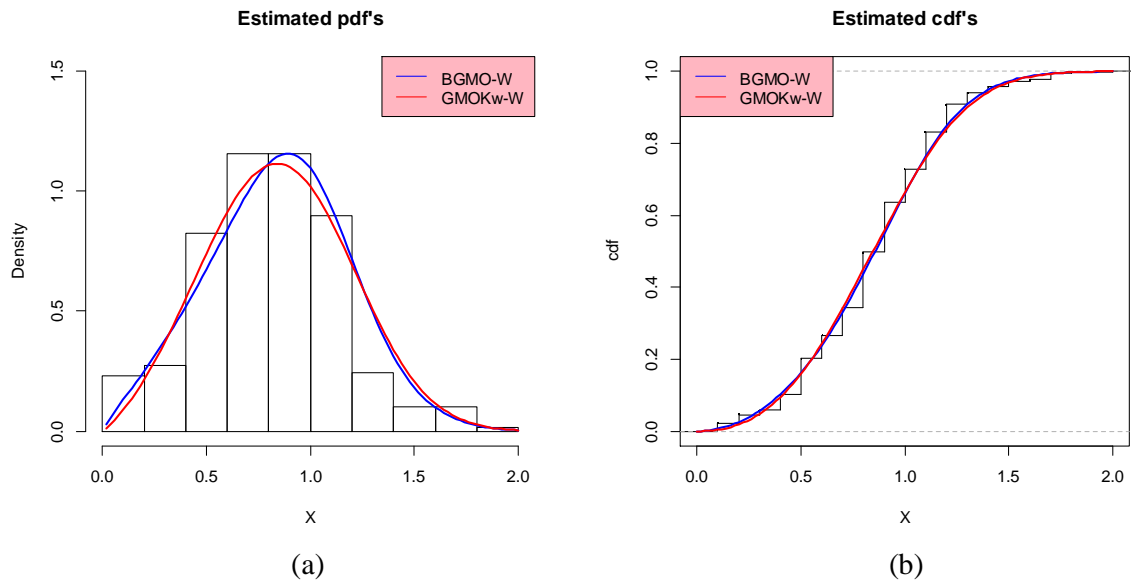 Estimated pdf's
BGMO-W
GMOKw-W
1.5
1.0
0.5
0.0
Density
0.0 0.5 1.0 1.5 2.0
X
(a)
Estimated cdf's
BGMO-W
GMOKw-W
1.0
0.8
0.6
0.4
0.2
0.0
cdf
0.0 0.5 1.0 1.5 2.0
X
(b)